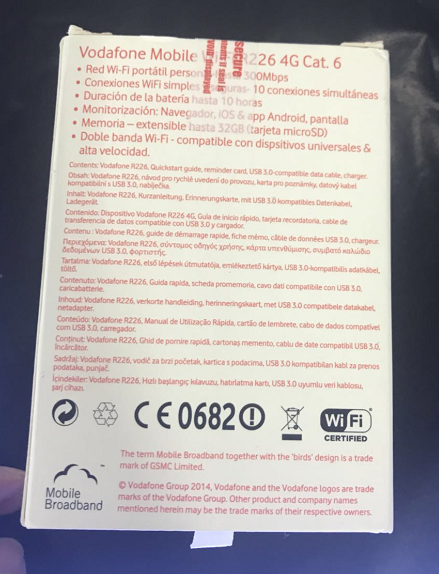 Vodafone Mobile R226 4G Cat. 6
• Red Wi-Fi portátil 300Mbps
• Conexiones WiFi simples seguras- 10 conexiones simultáneas
• Duración de la batería hasta 10 horas
• Monitorización: Navegador, iOS & app Android, pantalla
• Memoria – extensible hasta 32GB (tarjeta microSD)
• Doble banda Wi-Fi - compatible con dispsitivos universales &
alta velocidad.
secure
Contents: Vodafone R226, Quickstart guide, reminder card, USB 3.0-compatible data cable, charger.
Obsah: Vodafone R226, návod pro rychlé uvedení do provozu, karta pro poznámky, datový kabel
kompatibilní s USB 3.0, nabíječka.
Inhalt: Vodafone R226, Kurzanleitung, Erinnerungskarte, mit USB 3.0 kompatibles Datenkabel,
Ladegerät.
Contenido: Dispositivo Vodafone R226 4G, Guía de inicio rápido, tarjeta recordatoria, cable de
transferencia de datos compatible con USB 3.0 y cargador.
Contenu : Vodafone R226, guide de démarrage rapide, fiche mémo, câble de données USB 3.0, chargeur.
Περιεχόμενα: Vodafone R226, σύντομος οδηγός χρήσης, κάρτα υπενθύμισης, συμβατό καλώδιο
δεδομένων USB 3.0, φορτιστής.
Tartalma: Vodafone R226, első lépések útmutatója, emlékeztető kártya, USB 3.0-kompatibilis adatkábel,
töltő.
Contenuto: Vodafone R226, Guida rapida, scheda promemoria, cavo dati compatibile con USB 3.0,
caricabatterie.
Inhoud: Vodafone R226, verkorte handleiding, herinneringskaart, met USB 3.0 compatibele datakabel,
netadapter.
Conteúdo: Vodafone R226, Manual de Utilização Rápida, cartão de lembrete, cabo de dados compatível
com USB 3.0, carregador.
Conținut: Vodafone R226, Ghid de pornire rapidă, cartonaș memento, cablu de date compatibil USB 3.0,
încărcător.
Sadržaj: Vodafone R226, vodič za brzi početak, kartica s podacima, USB 3.0 kompatibilan kabl za prenos
podataka, punjač.
İçindekiler: Vodafone R226, Hızlı başlangıç kılavuzu, hatırlatma kartı, USB 3.0 uyumlu veri kablosu,
şarj cihazı.
CE0682
Wi Fi
CERTIFIED
The term Mobile Broadband together with the 'birds' design is a trade
mark of GSMC Limited.
Mobile
Broadband
™
© Vodafone Group 2014, Vodafone and the Vodafone logos are trade
marks of the Vodafone Group. Other product and company names
mentioned herein may be the trade marks of their respective owners.